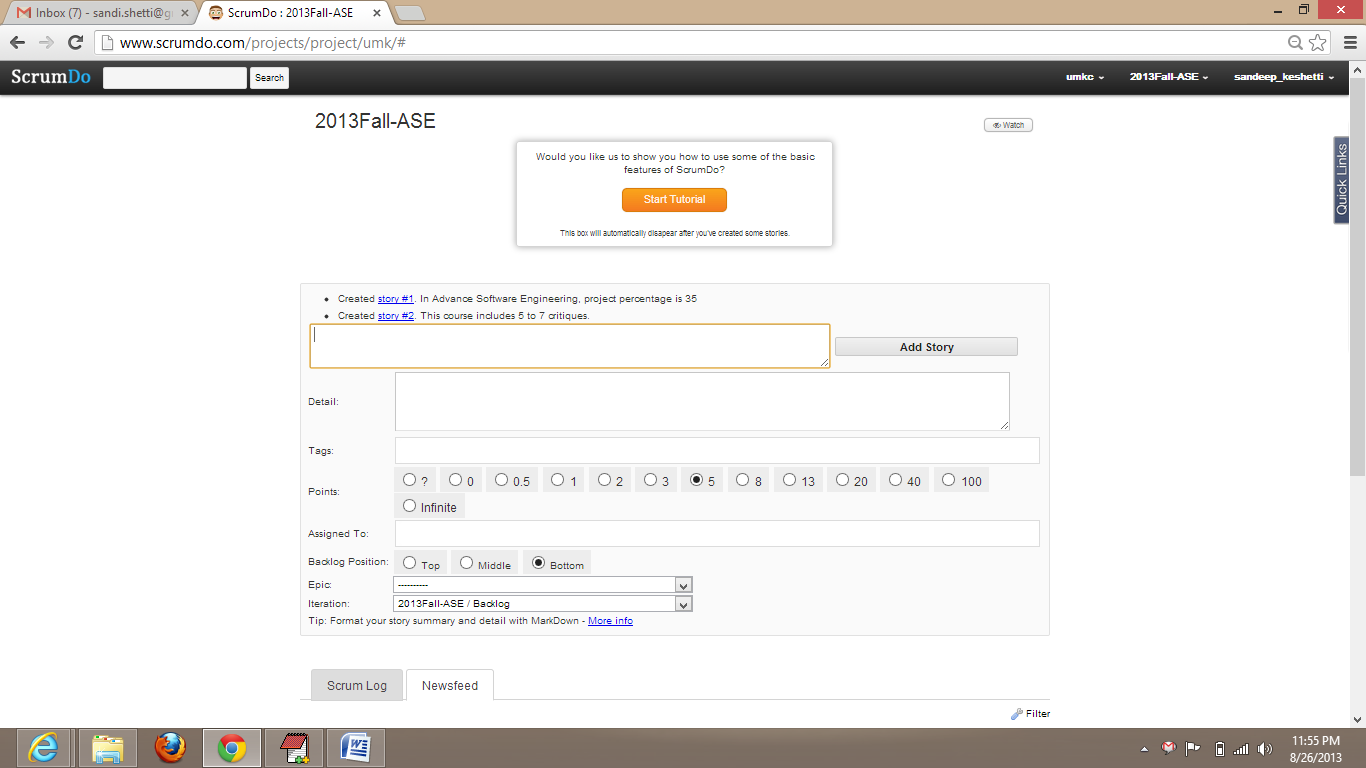 Inbox (7) - sandi.shetti@g
ScrumDo : 2013Fall-ASE
www.scrumdo.com/projects/project/umk/#
ScrumDo
Search
umkc
2013Fall-ASE
sandeep_keshetti
2013Fall-ASE
Watch
Would you like us to show you how to use some of the basic
features of ScrumDo?
Start Tutorial
This box will automatically disapear after you've created some stories.
Quick Links
Created story #1. In Advance Software Engineering, project percentage is 35
Created story #2. This course includes 5 to 7 critiques.
Add Story
Detail:
Tags:
Points:
? 0 0.5 1 2 3 5 8 13 20 40 100
Infinite
Assigned To:
Backlog Position: Top Middle Bottom
Epic: ----------
Iteration: 2013Fall-ASE / Backlog
Tip: Format your story summary and detail with MarkDown - More info
Scrum Log
Newsfeed
Filter
11:55 PM
8/26/2013